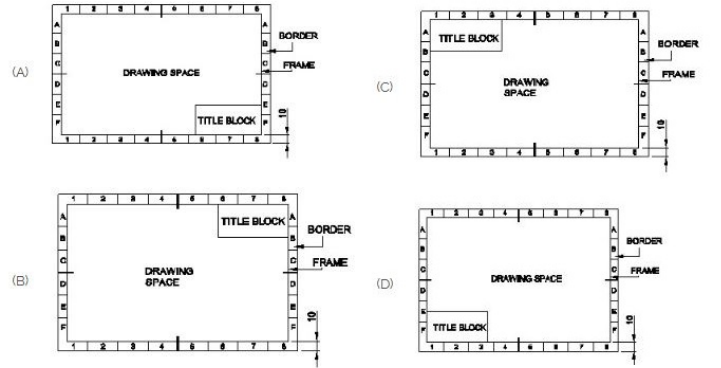 (A)
1 2 3 4 5 6 7 8
A A
B B
BORDER
C C
DRAWING SPACE
FRAME
D D
E E
F F
TITLE BLOCK
10
1 2 3 4 5 6 7 8
(B)
1 2 3 4 5 6 7 8
TITLE BLOCK
A A
B B
BORDER
C C
DRAWING
SPACE
FRAME
D D
E E
F F
10
1 2 3 4 5 6 7 8
(C)
1 2 3 4 5 6 7 8
TITLE BLOCK
A A
B B
BORDER
C C
DRAWING
SPACE
FRAME
D D
E E
F F
10
1 2 3 4 5 6 7 8
(D)
1 2 3 4 5 6 7 8
A A
B B
BORDER
C C
DRAWING SPACE
FRAME
D D
E E
F F
TITLE BLOCK
10
1 2 3 4 5 6 7 8